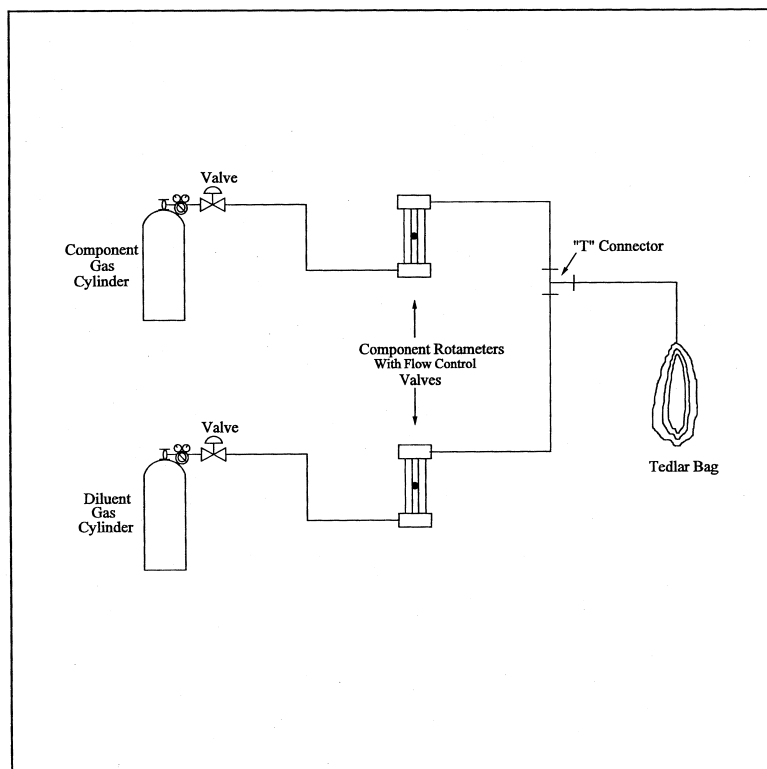 Valve
Component
Gas
Cylinder
"T" Connector
Component Rotameters
With Flow Control
Valves
Valve
Diluent
Gas
Cylinder
Tedlar Bag